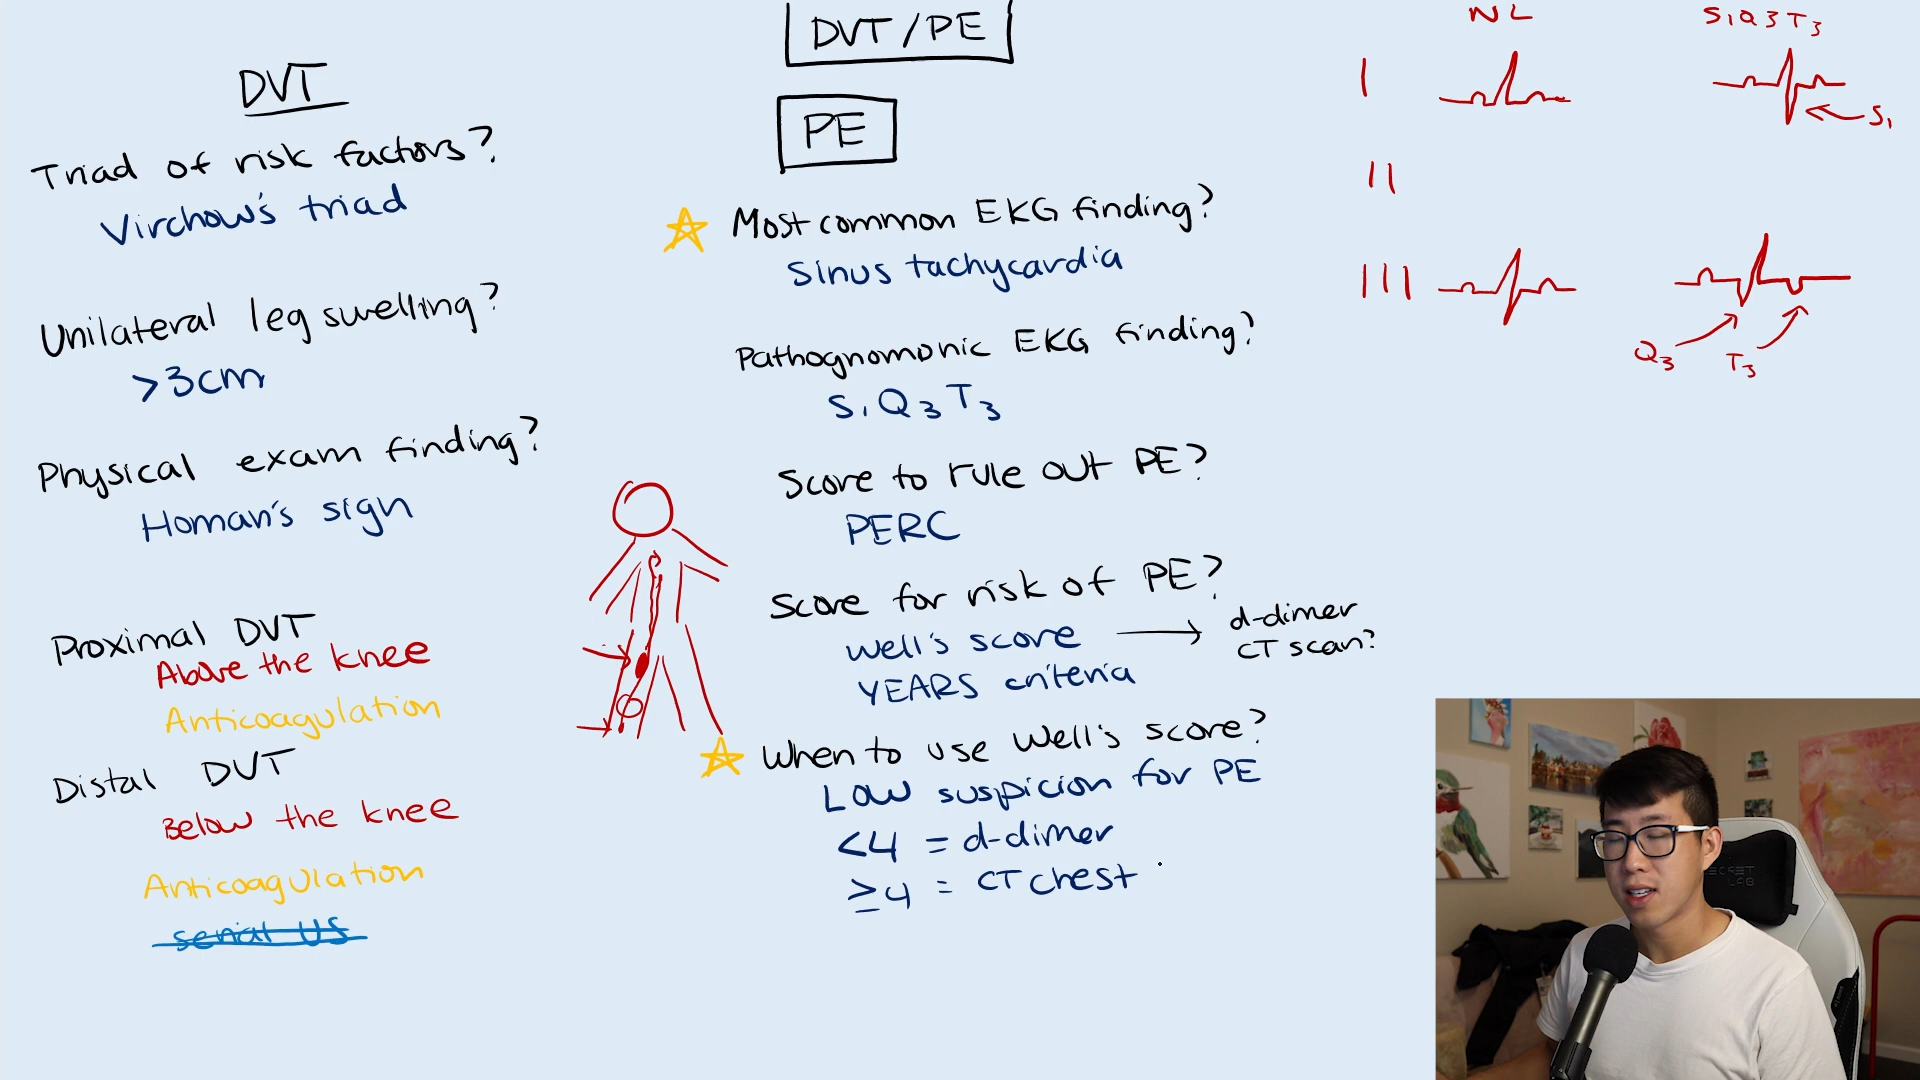 DVT/PE
DVT
Triad of risk factors?
Virchow's triad
Unilateral leg swelling?
>3cm
Physical exam finding?
Homan's sign
Proximal DVT
Above the knee
Anticoagulation
Distal DVT
Below the knee
Anticoagulation
serial US
PE
Most common EKG finding?
Sinus tachycardia
Pathognomonic EKG finding?
S1Q3T3
Score to rule out PE?
PERC
Score for risk of PE?
Well's score → d-dimer
CT scan?
YEARS criteria
When to use Well's score?
Low suspicion for PE
<4 = d-dimer
≥4 = CT chest
NL S1Q3T3
I
S1
II
III
Q3 T3
SECRET
LAB